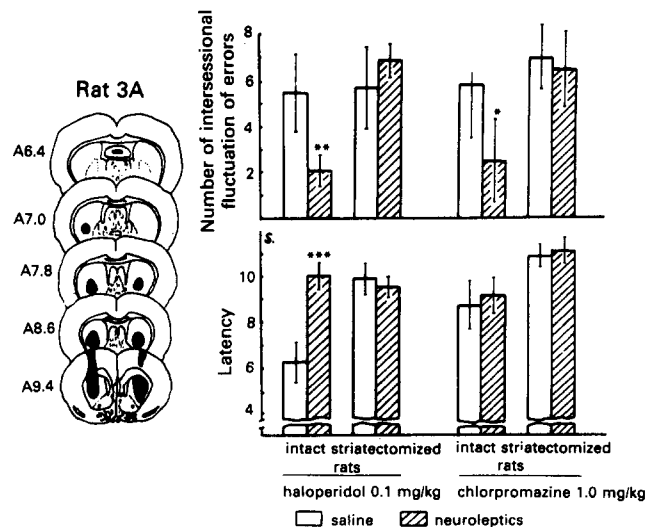 Rat 3A
A6.4
A7.0
A7.8
A8.6
A9.4
Number of intersessional
fluctuation of errors
8
6
4
2
**
*
Latency
s.
10
8
6
4
***
intact striatectomized
rats
intact striatectomized
rats
haloperidol 0.1 mg/kg
chlorpromazine 1.0 mg/kg
saline
neuroleptics